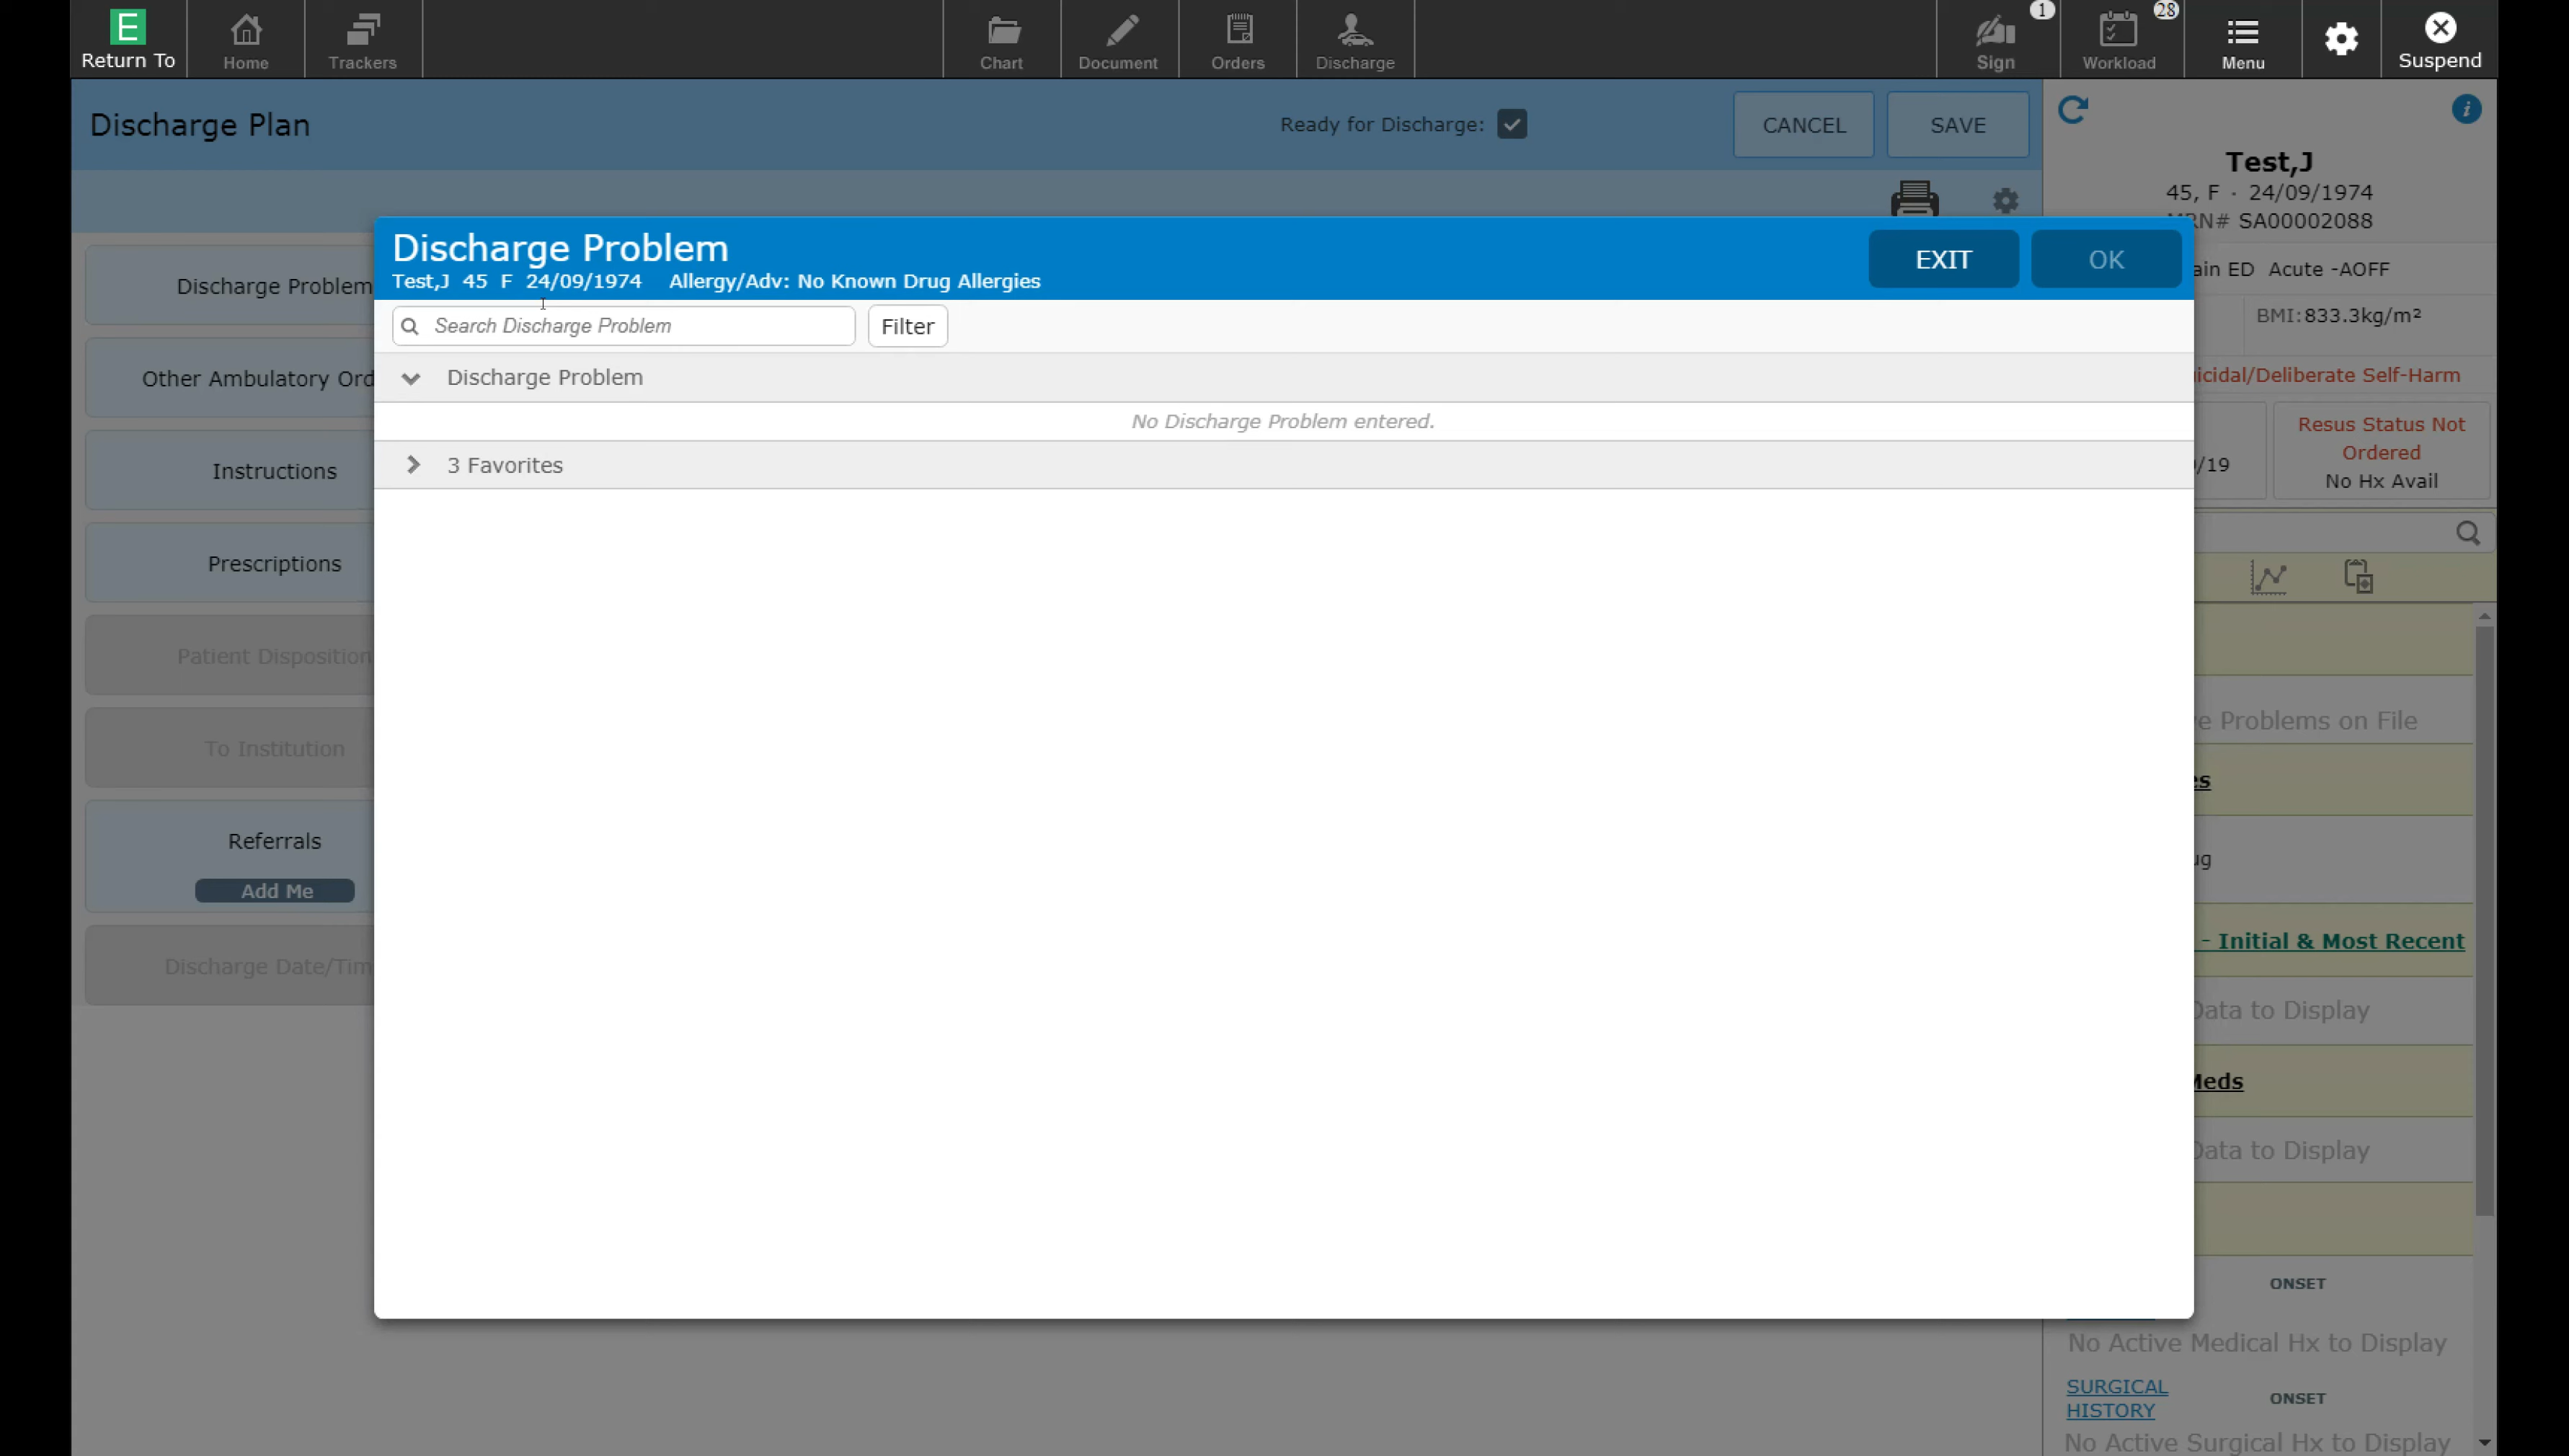 E
Return To
Home
Trackers
Chart
Document
Orders
Discharge
Sign
1
Workload
28
Menu
Suspend
Discharge Plan
Ready for Discharge:
CANCEL
SAVE
Test,J
45, F · 24/09/1974
MRN# SA00002088
Discharge Problem
Test,J 45 F 24/09/1974 Allergy/Adv: No Known Drug Allergies
EXIT
OK
Search Discharge Problem
Filter
Discharge Problem
No Discharge Problem entered.
3 Favorites
Discharge Problem
Other Ambulatory Ord
Instructions
Prescriptions
Patient Disposition
To Institution
Referrals
Add Me
Discharge Date/Tim
ain ED Acute -AOFF
BMI:833.3kg/m²
icidal/Deliberate Self-Harm
/19
Resus Status Not
Ordered
No Hx Avail
e Problems on File
es
ug
- Initial & Most Recent
Data to Display
Meds
Data to Display
ONSET
No Active Medical Hx to Display
SURGICAL
HISTORY
ONSET
No Active Surgical Hx to Display